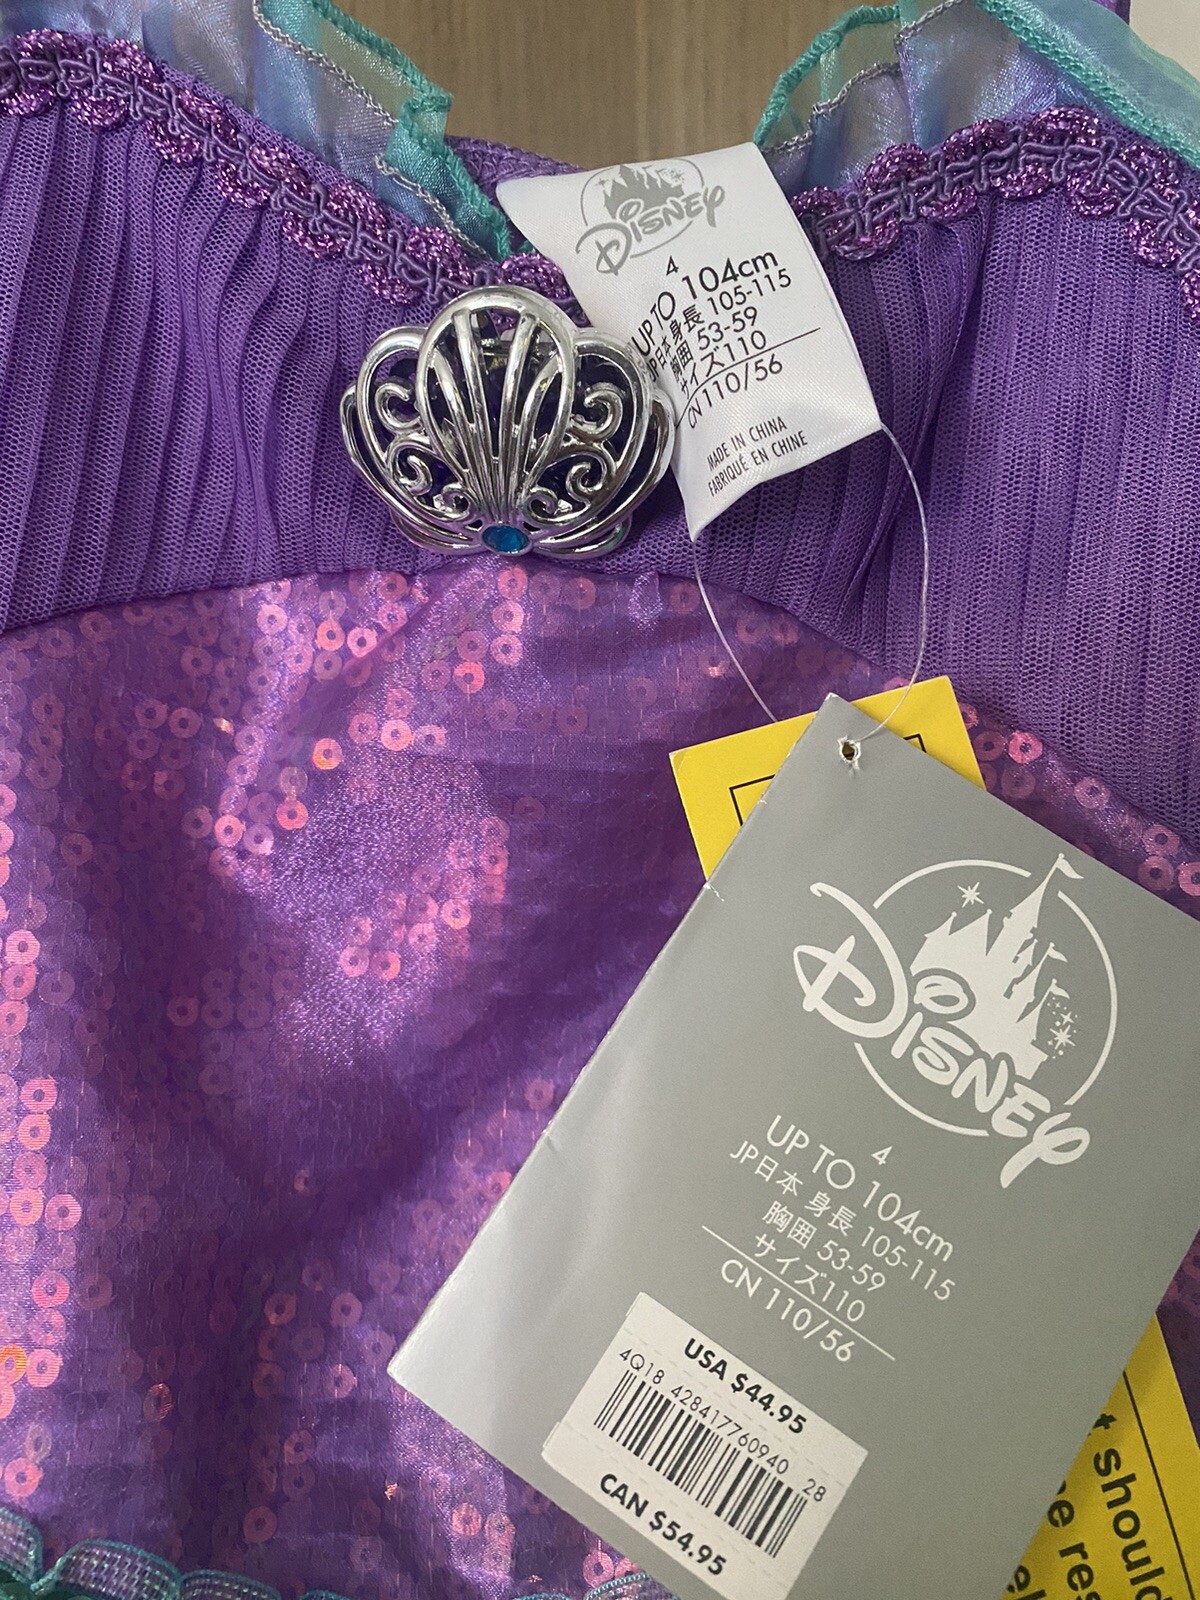 Disney
4
UP TO 104cm
JP日本 身長 105-115
胸囲 53-59
サイズ110
CN 110/56
MADE IN CHINA
FABRIQUÉ EN CHINE
Disney
4
UP TO 104cm
JP日本 身長 105-115
胸囲 53-59
サイズ110
CN 110/56
USA $44.95
4Q18 428417760940 28
CAN $54.95
should